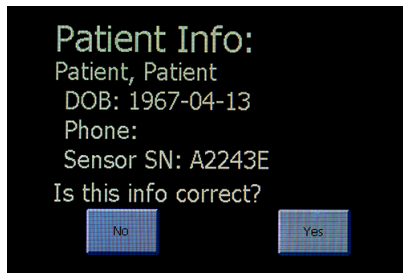 Patient Info:
Patient, Patient
DOB: 1967-04-13
Phone:
Sensor SN: A2243E
Is this info correct?
No Yes